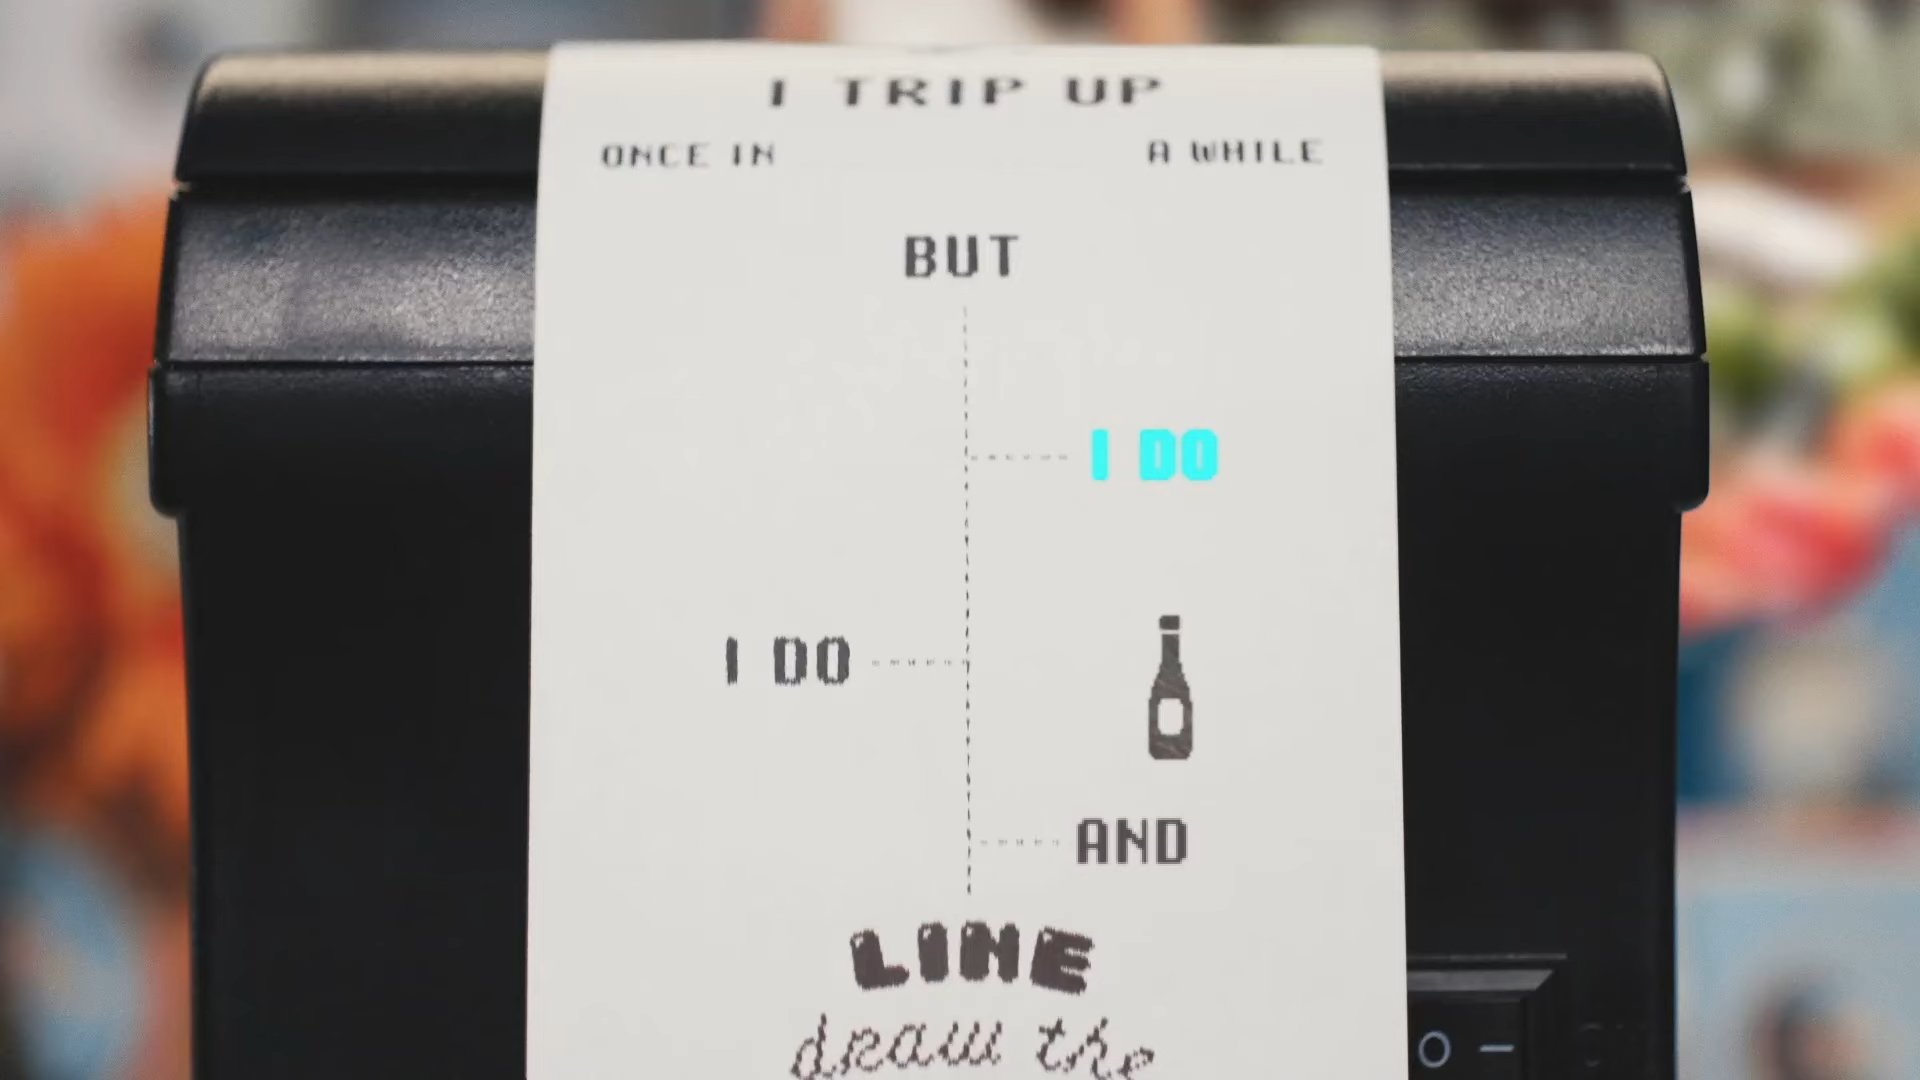 I TRIP UP
ONCE IN A WHILE
BUT
I DO
I DO
AND
LINE
draw the